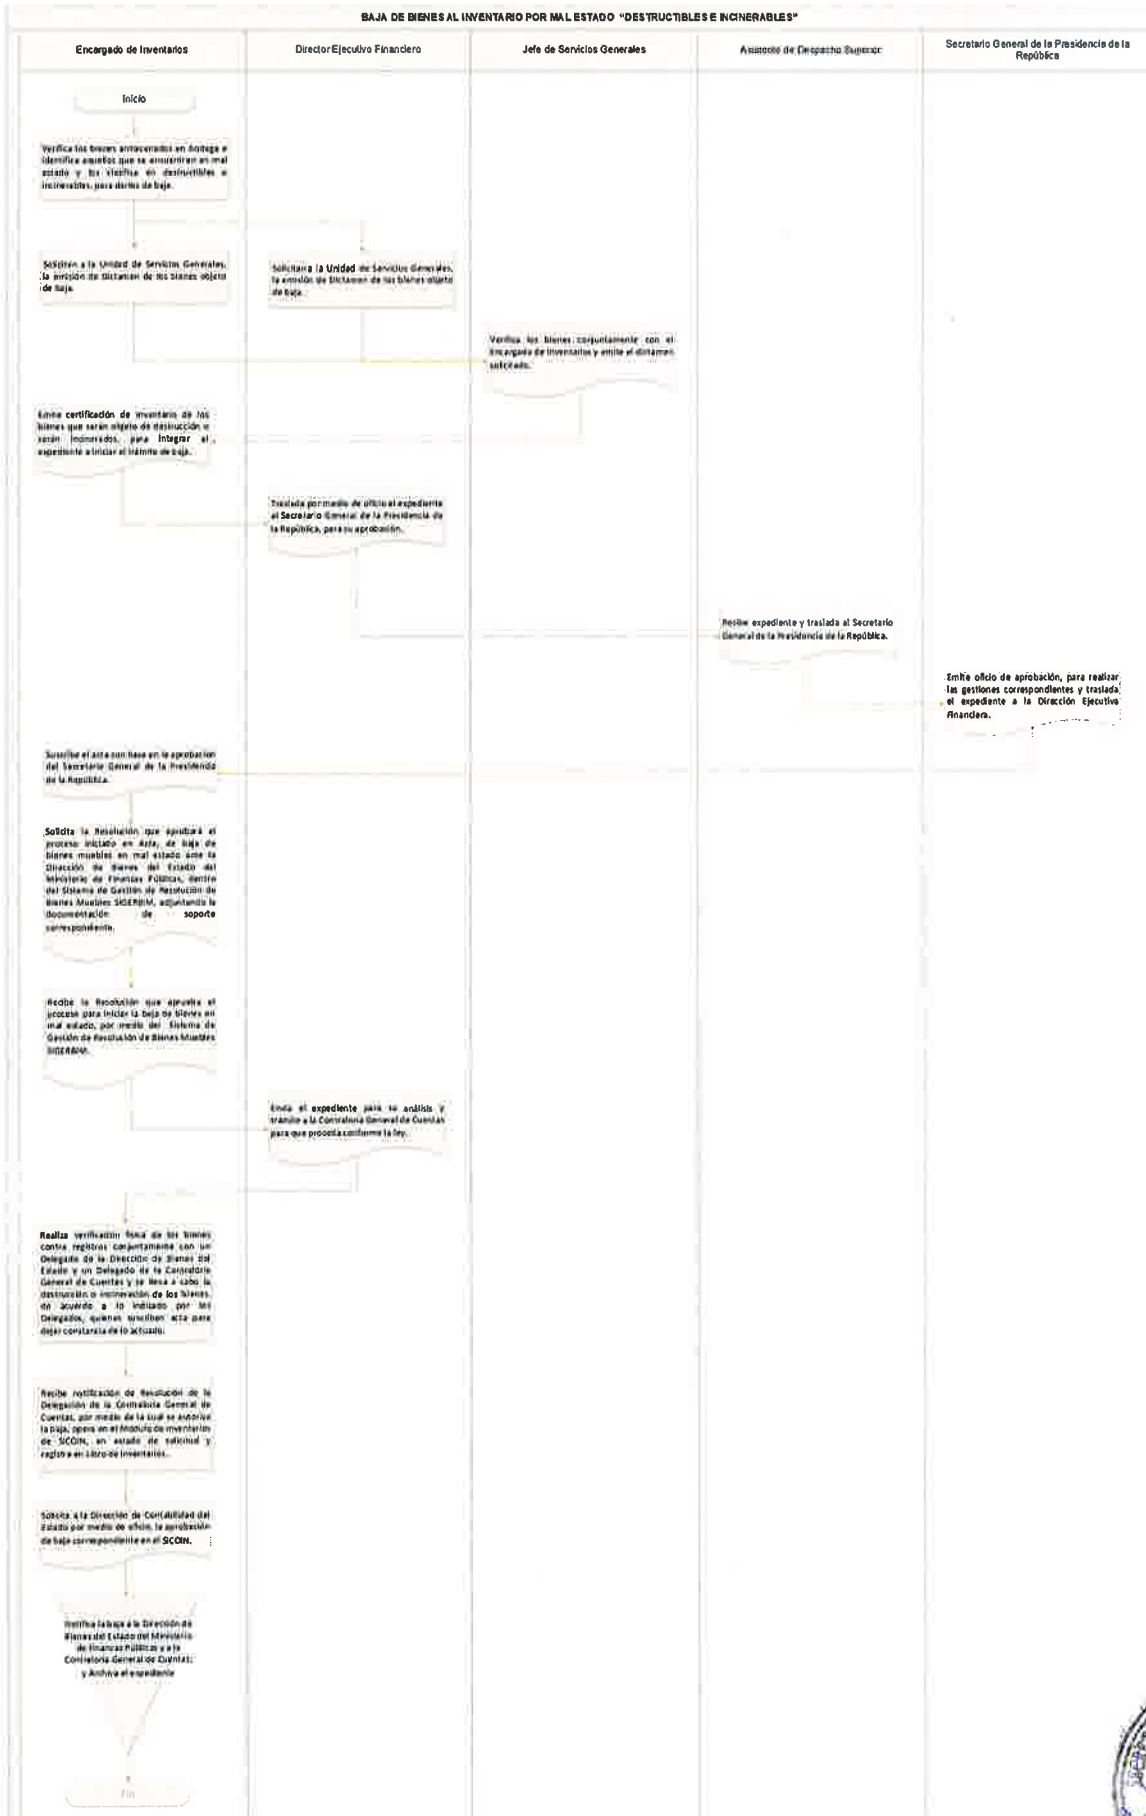 BAJA DE BIENES AL INVENTARIO POR MAL ESTADO "DESTRUCTIBLES E INCINERABLES"
Encargado de Inventarios
Director Ejecutivo Financiero
Jefe de Servicios Generales
Asistente de Despacho Superior
Secretario General de la Presidencia de la
República
Inicio
Verifica los bienes almacenados en bodega e
identifica aquellos que se encuentran en mal
estado y los clasifica en destructibles o
incinerables, para darlos de baja.
Solicitan a la Unidad de Servicios Generales,
la emisión de Dictamen de los bienes objeto
de baja.
Solicitan a la Unidad de Servicios Generales,
la emisión de Dictamen de los bienes objeto
de baja.
Verifica los bienes conjuntamente con el
Encargado de Inventarios y emite el dictamen
solicitado.
Emite certificación de inventario de los
bienes que serán objeto de destrucción o
serán incinerados, para integrar el
expediente e iniciar el trámite de baja.
Traslada por medio de oficio el expediente
al Secretario General de la Presidencia de
la República, para su aprobación.
Recibe expediente y traslada al Secretario
General de la Presidencia de la República.
Emite oficio de aprobación, para realizar
las gestiones correspondientes y traslada
el expediente a la Dirección Ejecutiva
Financiera.
Suscribe el acta con base en la aprobación
del Secretario General de la Presidencia
de la República.
Solicita la Resolución que aprobará el
proceso iniciado en Acta, de baja de
bienes muebles en mal estado ante la
Dirección de Bienes del Estado del
Ministerio de Finanzas Públicas, dentro
del Sistema de Gestión de Resolución de
Bienes Muebles SIGERBIM, adjuntando la
documentación de soporte
correspondiente.
Recibe la Resolución que aprueba el
proceso para iniciar la baja de bienes en
mal estado, por medio del Sistema de
Gestión de Resolución de Bienes Muebles
SIGERBIM.
Envía el expediente para su análisis y
trámite a la Contraloría General de Cuentas
para que proceda conforme la ley.
Realiza verificación física de los bienes
contra registros conjuntamente con un
Delegado de la Dirección de Bienes del
Estado y un Delegado de la Contraloría
General de Cuentas y se lleva a cabo la
destrucción o incineración de los bienes,
de acuerdo a lo indicado por los
Delegados, quienes suscriben acta para
dejar constancia de lo actuado.
Recibe notificación de Resolución de la
Delegación de la Contraloría General de
Cuentas, por medio de la cual se autoriza
la baja, opera en el Módulo de Inventarios
de SICOIN, en estado de solicitud y
registra en Libro de Inventarios.
Solicita a la Dirección de Contabilidad del
Estado por medio de oficio, la aprobación
de baja correspondiente en el SICOIN.
Notifica la baja a la Dirección de
Bienes del Estado del Ministerio
de Finanzas Públicas y a la
Contraloría General de Cuentas;
y Archiva el expediente
Fin